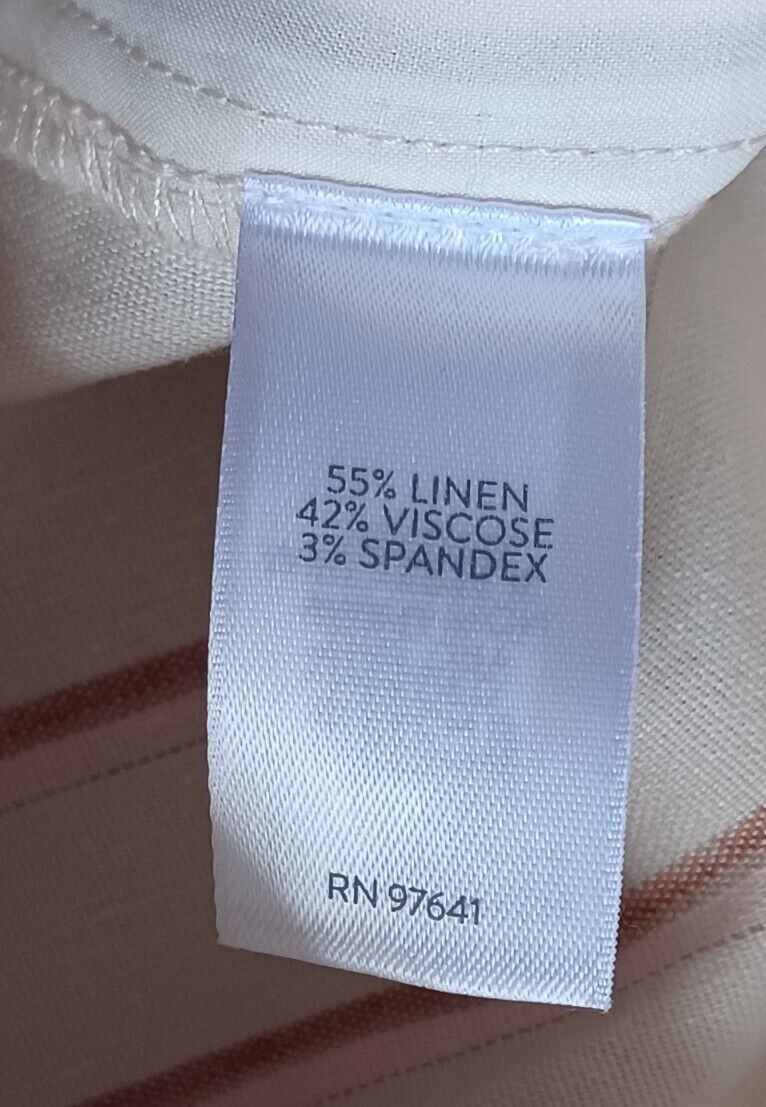 55% LINEN
42% VISCOSE
3% SPANDEX
RN 97641